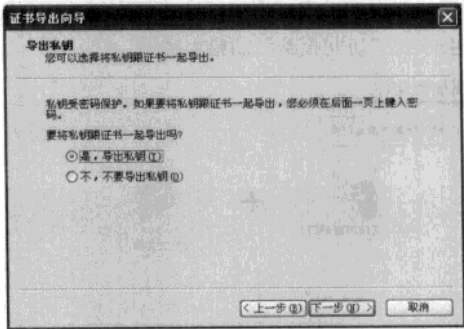 证书导出向导
导出私钥
您可以选择将私钥跟证书一起导出。
私钥受密码保护。如果要将私钥跟证书一起导出，您必须在后面一页上键入密
码。
要将私钥跟证书一起导出吗?
是，导出私钥(Y)
不，不要导出私钥(O)
< 上一步(B) 下一步(N) > 取消